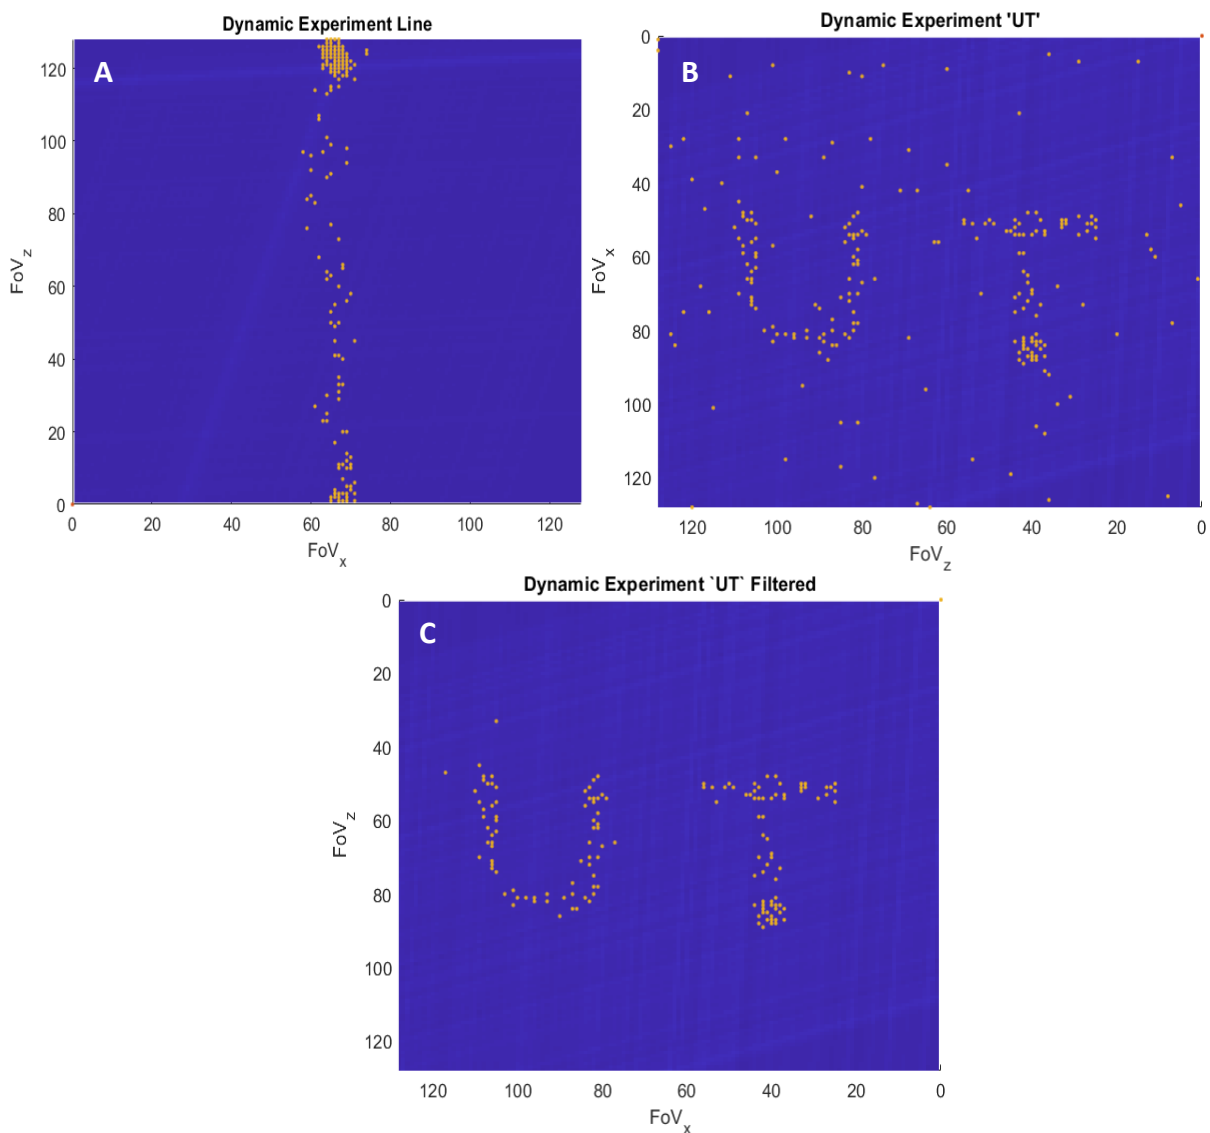 Dynamic Experiment Line
A
120
100
80
60
40
20
0
FoVz
0 20 40 60 80 100 120
FoVx
Dynamic Experiment 'UT'
B
0
20
40
60
80
100
120
FoVx
120 100 80 60 40 20 0
FoVz
Dynamic Experiment `UT` Filtered
C
0
20
40
60
80
100
120
FoVz
120 100 80 60 40 20 0
FoVx